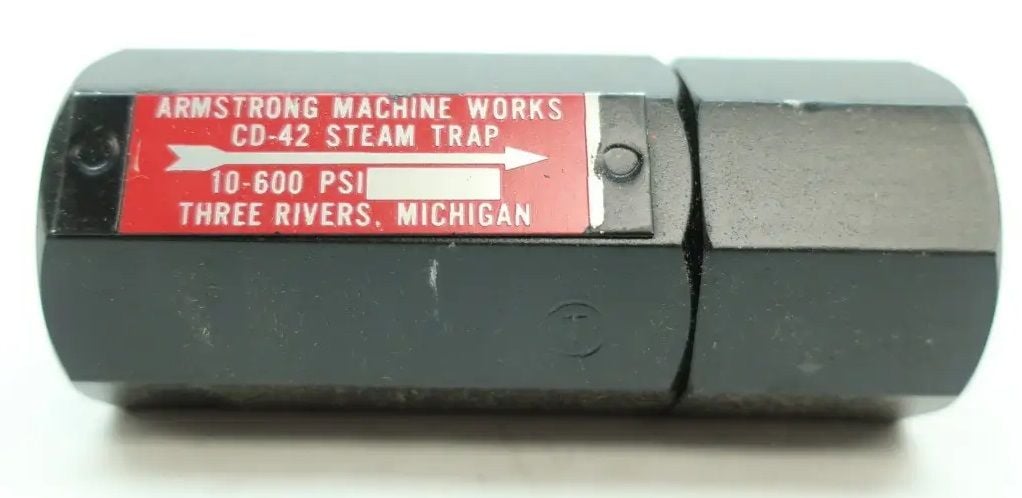 ARMSTRONG MACHINE WORKS
CD-42 STEAM TRAP
10-600 PSI
THREE RIVERS, MICHIGAN